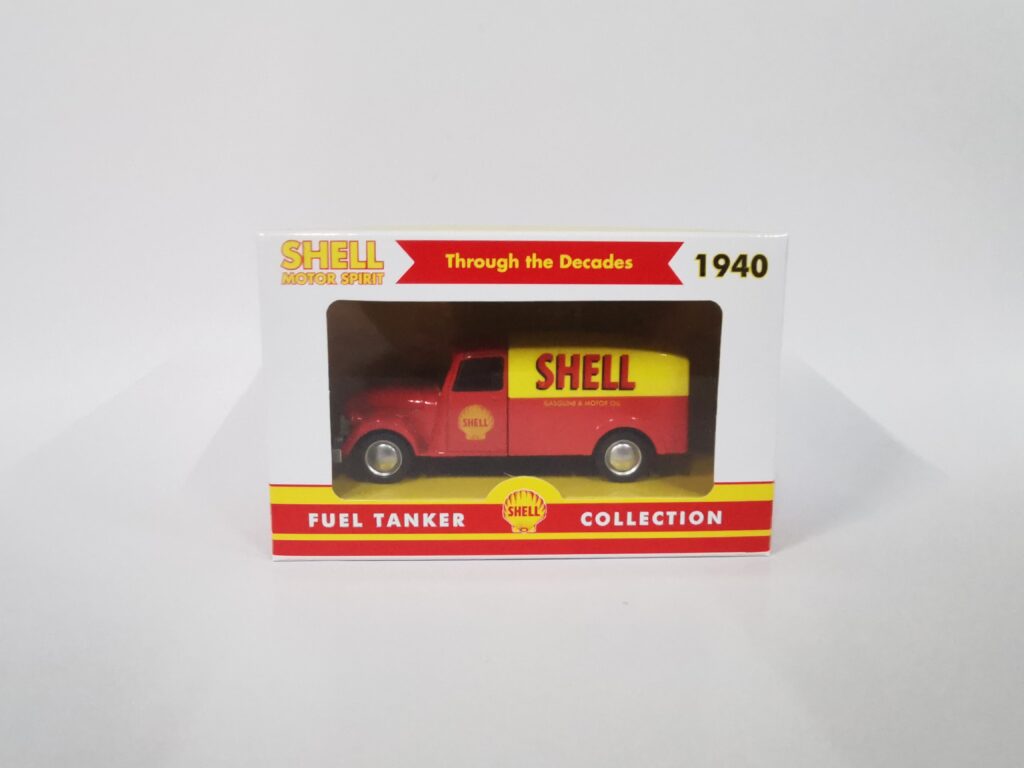 SHELL
MOTOR SPIRIT
Through the Decades
1940
SHELL
GASOLINE & MOTOR OIL
SHELL
FUEL TANKER
SHELL
COLLECTION